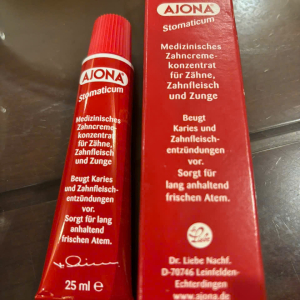 AJONA®
Stomaticum
Medizinisches
Zahncreme-
konzentrat
für Zähne,
Zahnfleisch
und Zunge
Beugt Karies
und Zahnfleisch-
entzündungen
vor.
Sorgt für
lang anhaltend
frischen Atem.
25 ml e
AJONA®
Stomaticum
Medizinisches
Zahncreme-
konzentrat
für Zähne,
Zahnfleisch
und Zunge
Beugt
Karies und
Zahnfleisch-
entzündungen
vor.
Sorgt für
lang anhaltend
frischen Atem.
Liebe
Dr. Liebe Nachf.
D-70746 Leinfelden-
Echterdingen
www.ajona.de